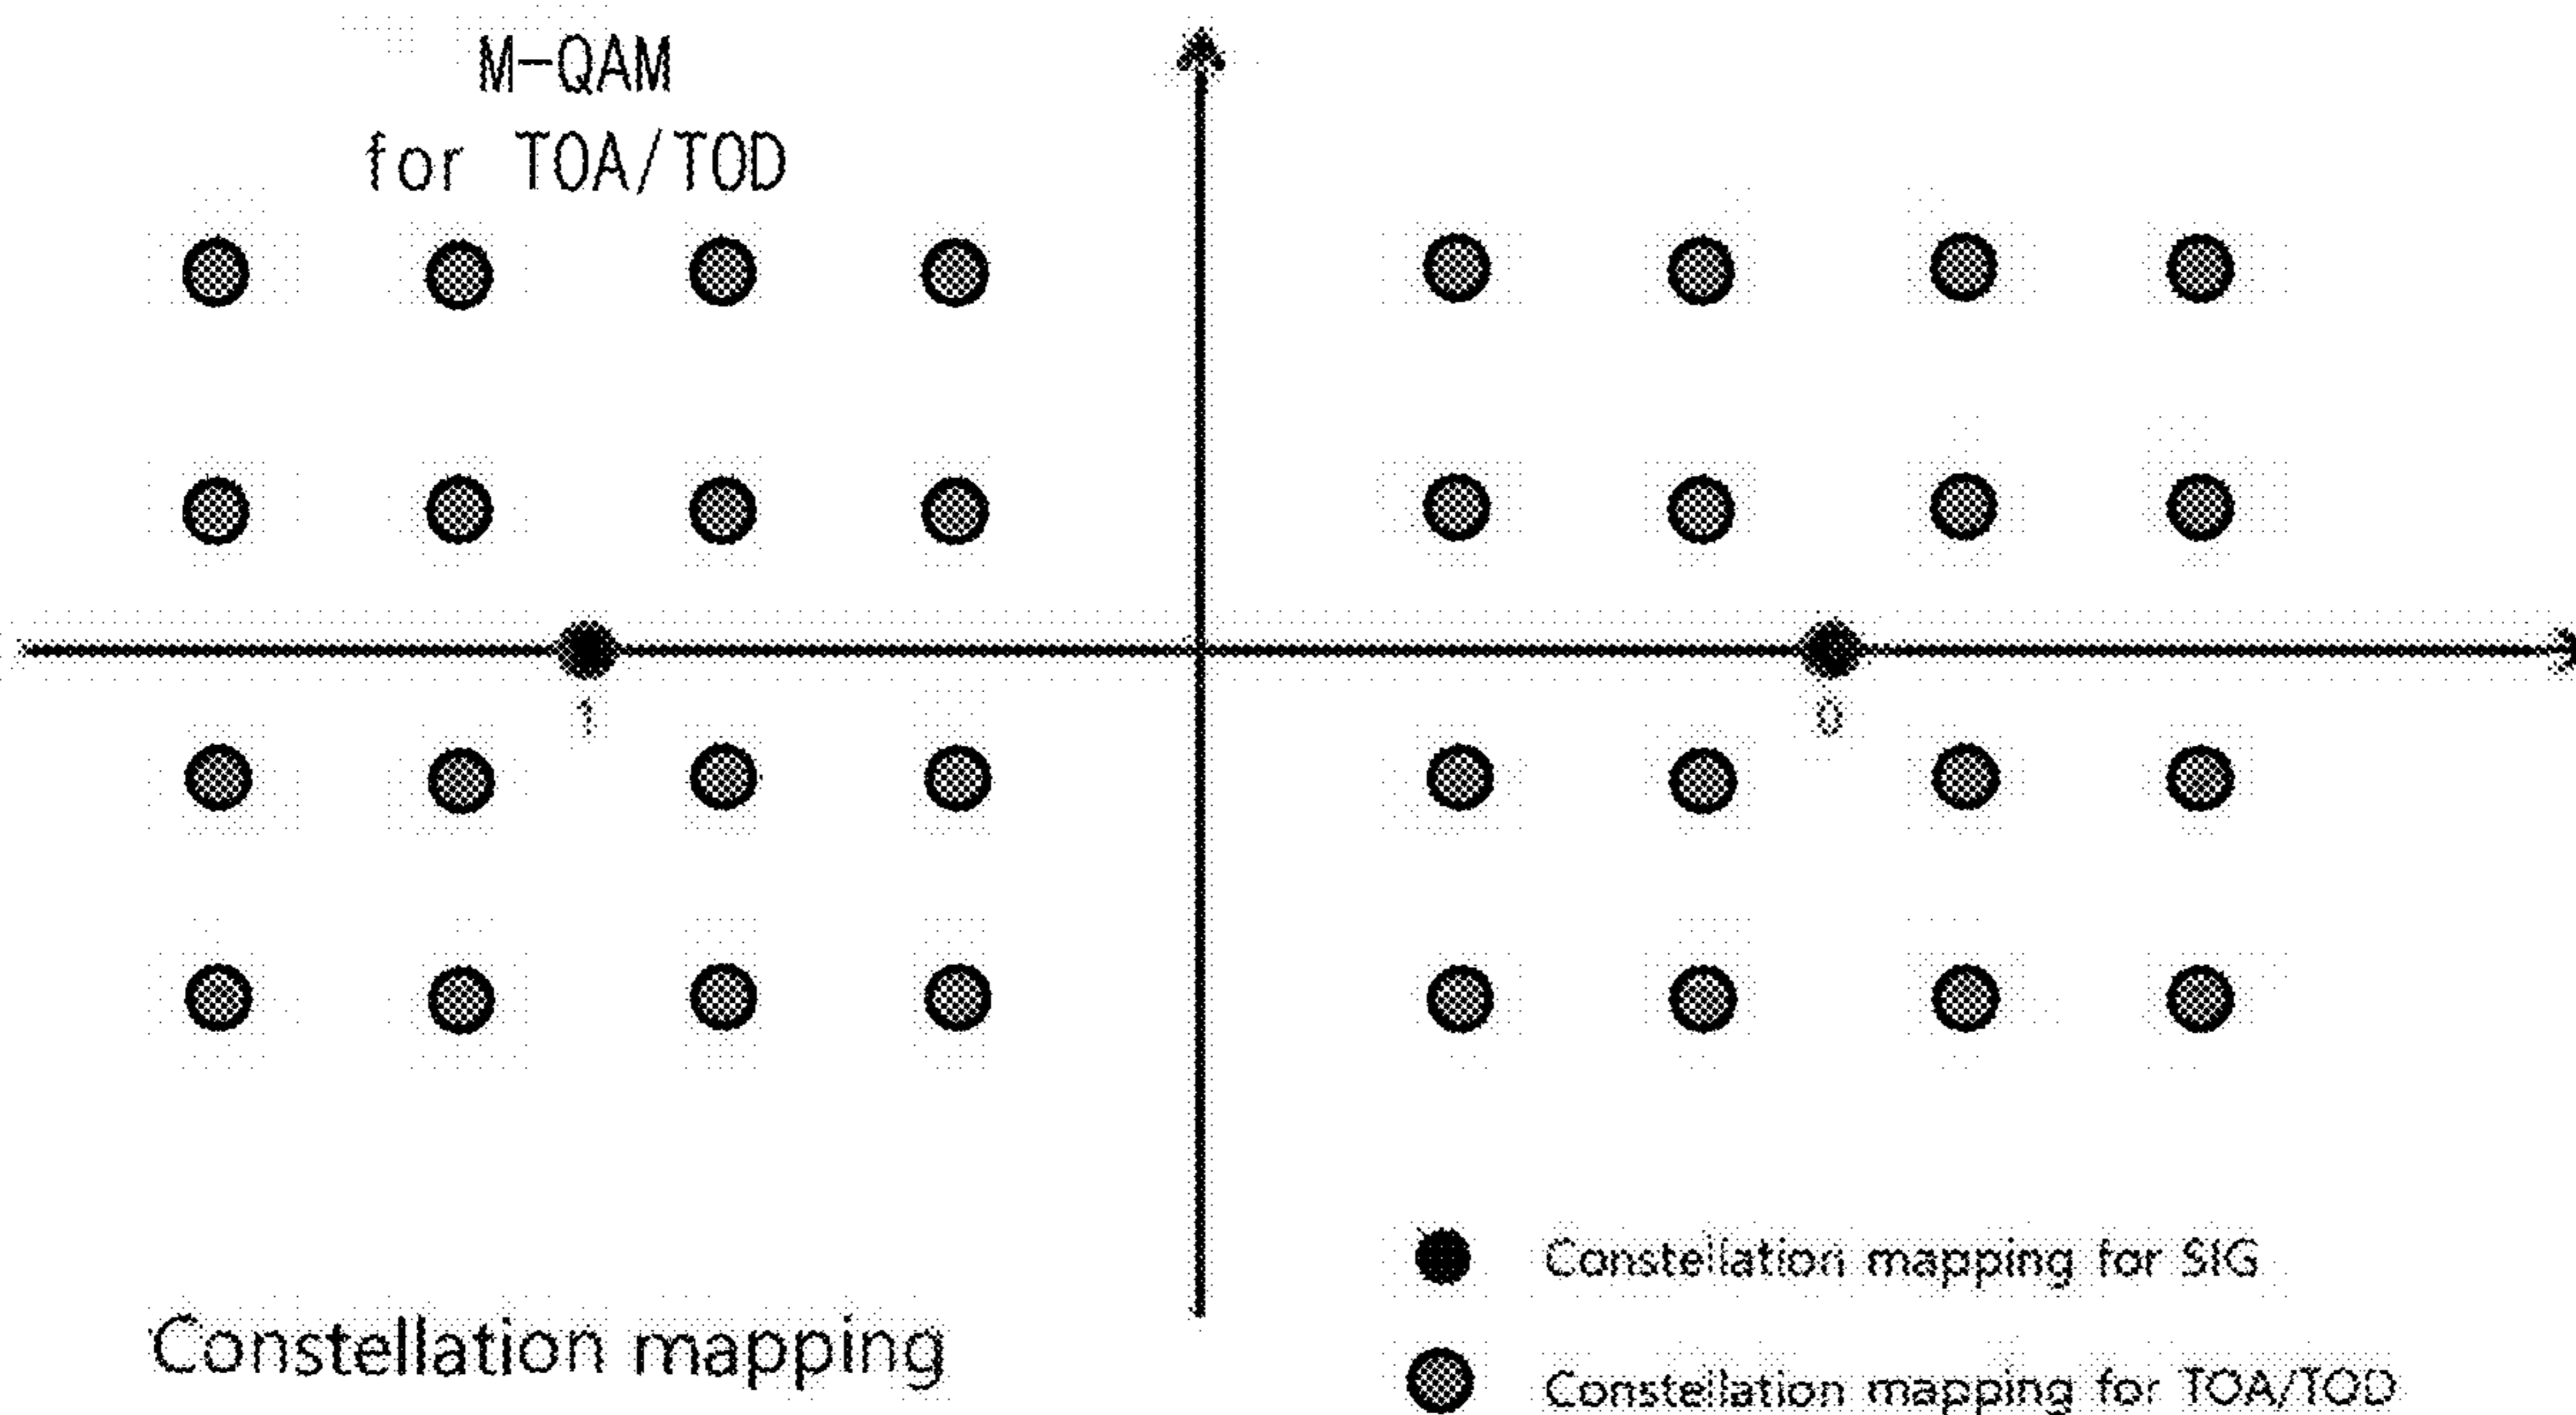 M-QAM
for TOA/TOD
1
0
Constellation mapping for SIG
Constellation mapping
Constellation mapping for TOA/TOD